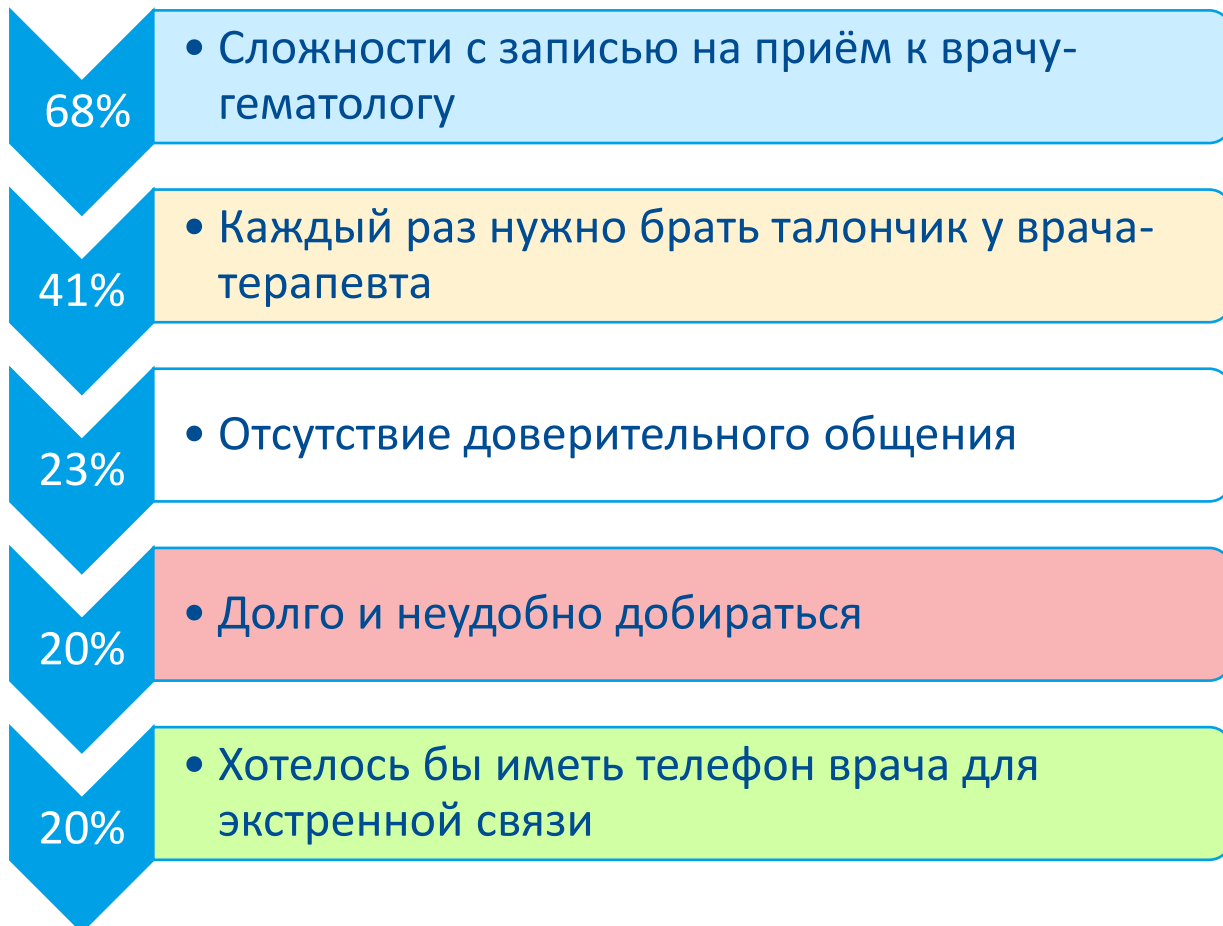 68%
• Сложности с записью на приём к врачу-
гематологу
41%
• Каждый раз нужно брать талончик у врача-
терапевта
23%
• Отсутствие доверительного общения
20%
• Долго и неудобно добираться
20%
• Хотелось бы иметь телефон врача для
экстренной связи